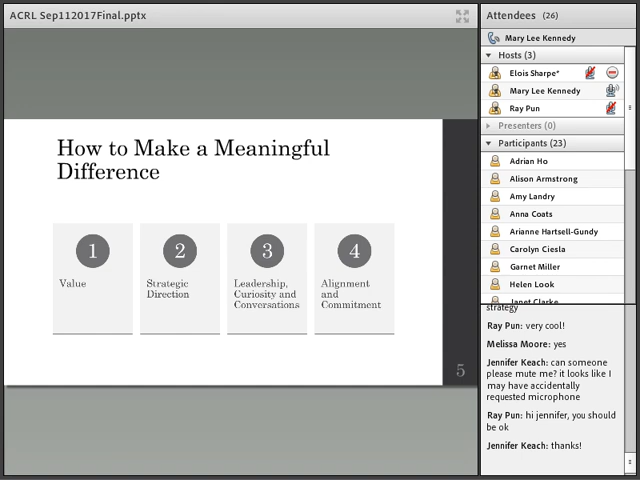 ACRL Sep112017Final.pptx
How to Make a Meaningful
Difference
1
Value
2
Strategic
Direction
3
Leadership,
Curiosity and
Conversations
4
Alignment
and
Commitment
5
Attendees (26)
Mary Lee Kennedy
Hosts (3)
Elois Sharpe*
Mary Lee Kennedy
Ray Pun
Presenters (0)
Participants (23)
Adrian Ho
Alison Armstrong
Amy Landry
Anna Coats
Arianne Hartsell-Gundy
Carolyn Ciesla
Garnet Miller
Helen Look
Janet Clarke
strategy
Ray Pun: very cool!
Melissa Moore: yes
Jennifer Keach: can someone
please mute me? it looks like I
may have accidentally
requested microphone
Ray Pun: hi jennifer, you should
be ok
Jennifer Keach: thanks!